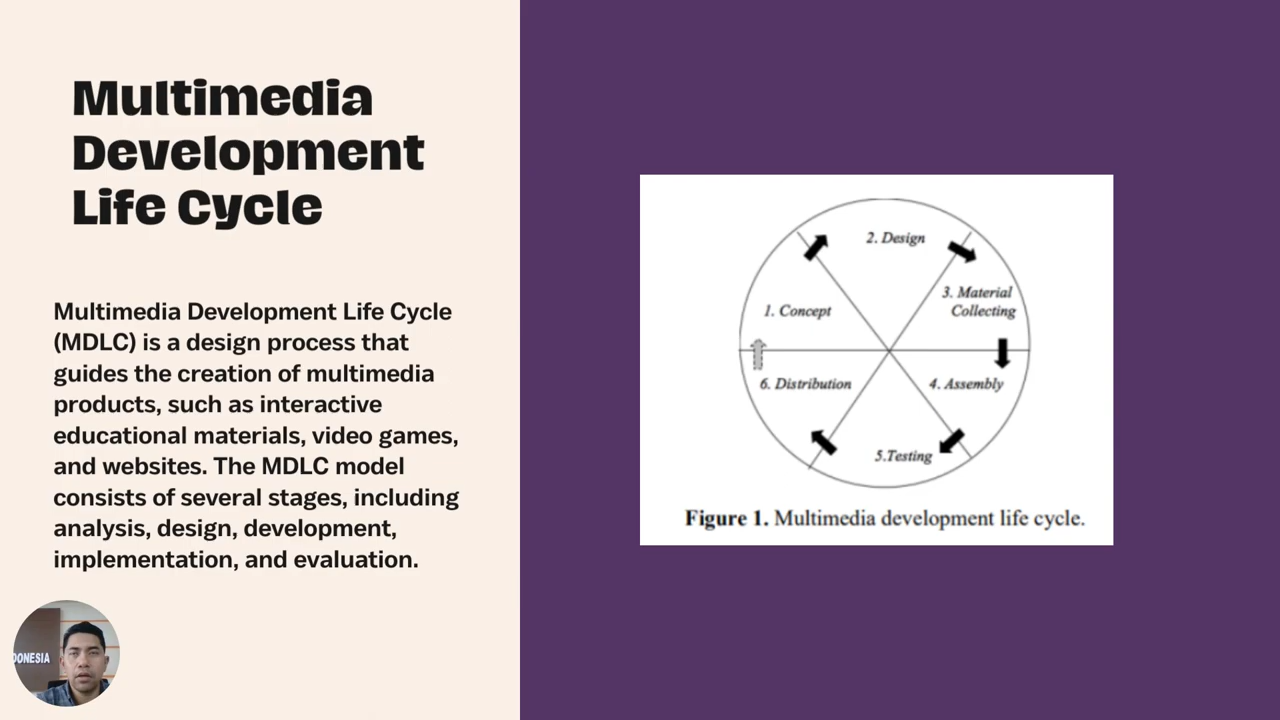 Multimedia
Development
Life Cycle
Multimedia Development Life Cycle
(MDLC) is a design process that
guides the creation of multimedia
products, such as interactive
educational materials, video games,
and websites. The MDLC model
consists of several stages, including
analysis, design, development,
implementation, and evaluation.
DONESIA
2. Design
3. Material
Collecting
1. Concept
6. Distribution
4. Assembly
5.Testing
Figure 1. Multimedia development life cycle.